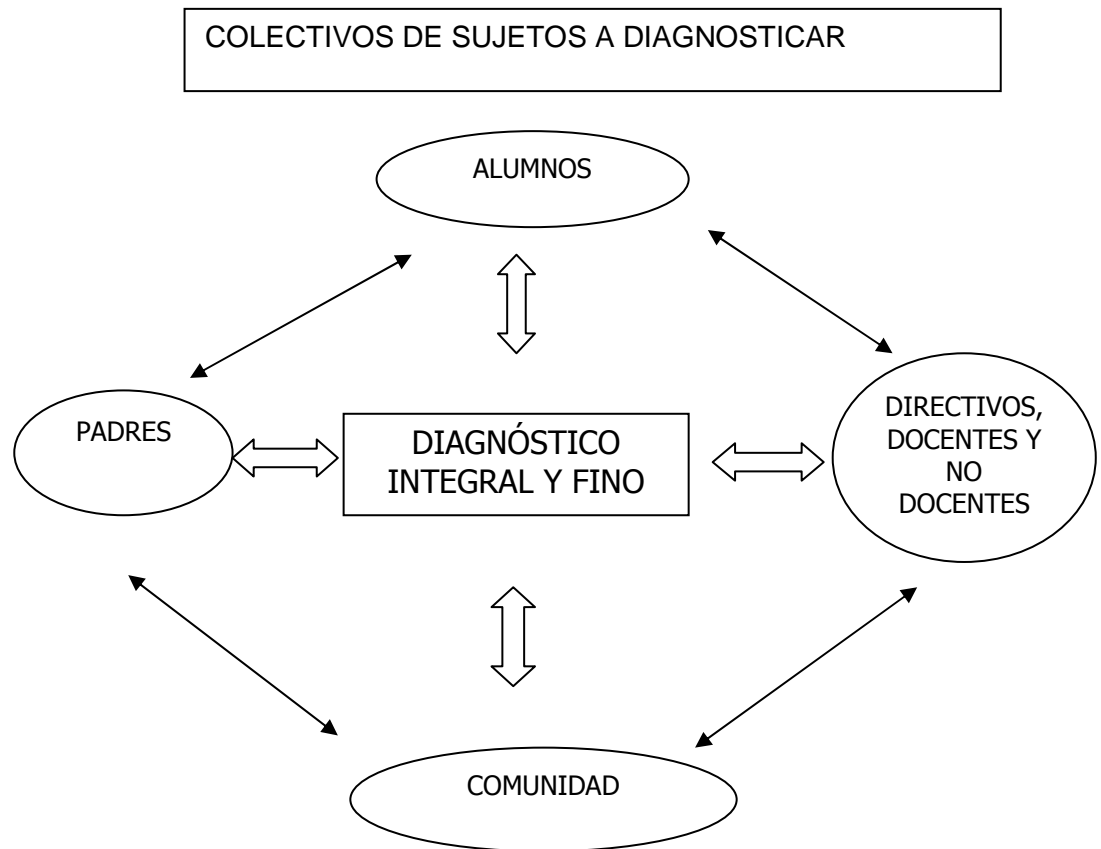 COLECTIVOS DE SUJETOS A DIAGNOSTICAR
ALUMNOS
PADRES
DIAGNÓSTICO
INTEGRAL Y FINO
DIRECTIVOS,
DOCENTES Y
NO
DOCENTES
COMUNIDAD